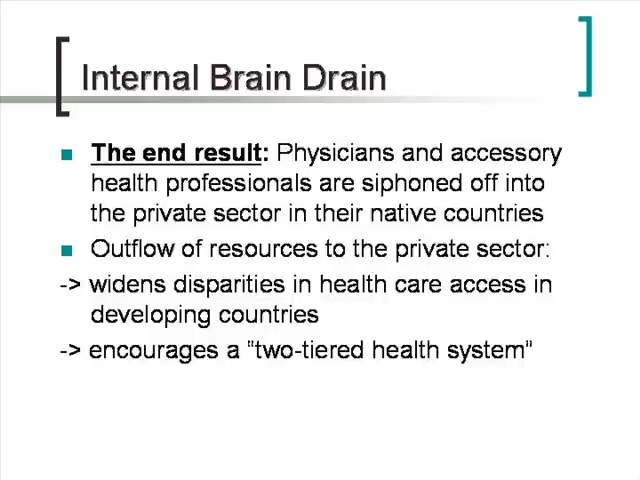 Internal Brain Drain
The end result: Physicians and accessory
health professionals are siphoned off into
the private sector in their native countries
Outflow of resources to the private sector:
-> widens disparities in health care access in
developing countries
-> encourages a "two-tiered health system"